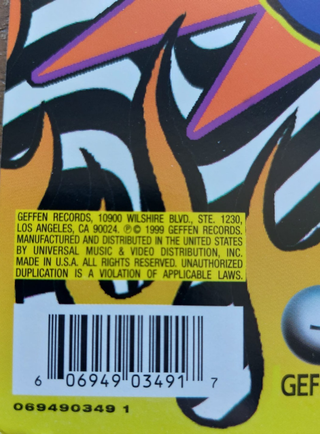 GEFFEN RECORDS, 10900 WILSHIRE BLVD., STE. 1230,
LOS ANGELES, CA 90024. ℗© 1999 GEFFEN RECORDS.
MANUFACTURED AND DISTRIBUTED IN THE UNITED STATES
BY UNIVERSAL MUSIC & VIDEO DISTRIBUTION, INC.
MADE IN U.S.A. ALL RIGHTS RESERVED. UNAUTHORIZED
DUPLICATION IS A VIOLATION OF APPLICABLE LAWS.
6 06949 03491 7
GEF
069490349 1